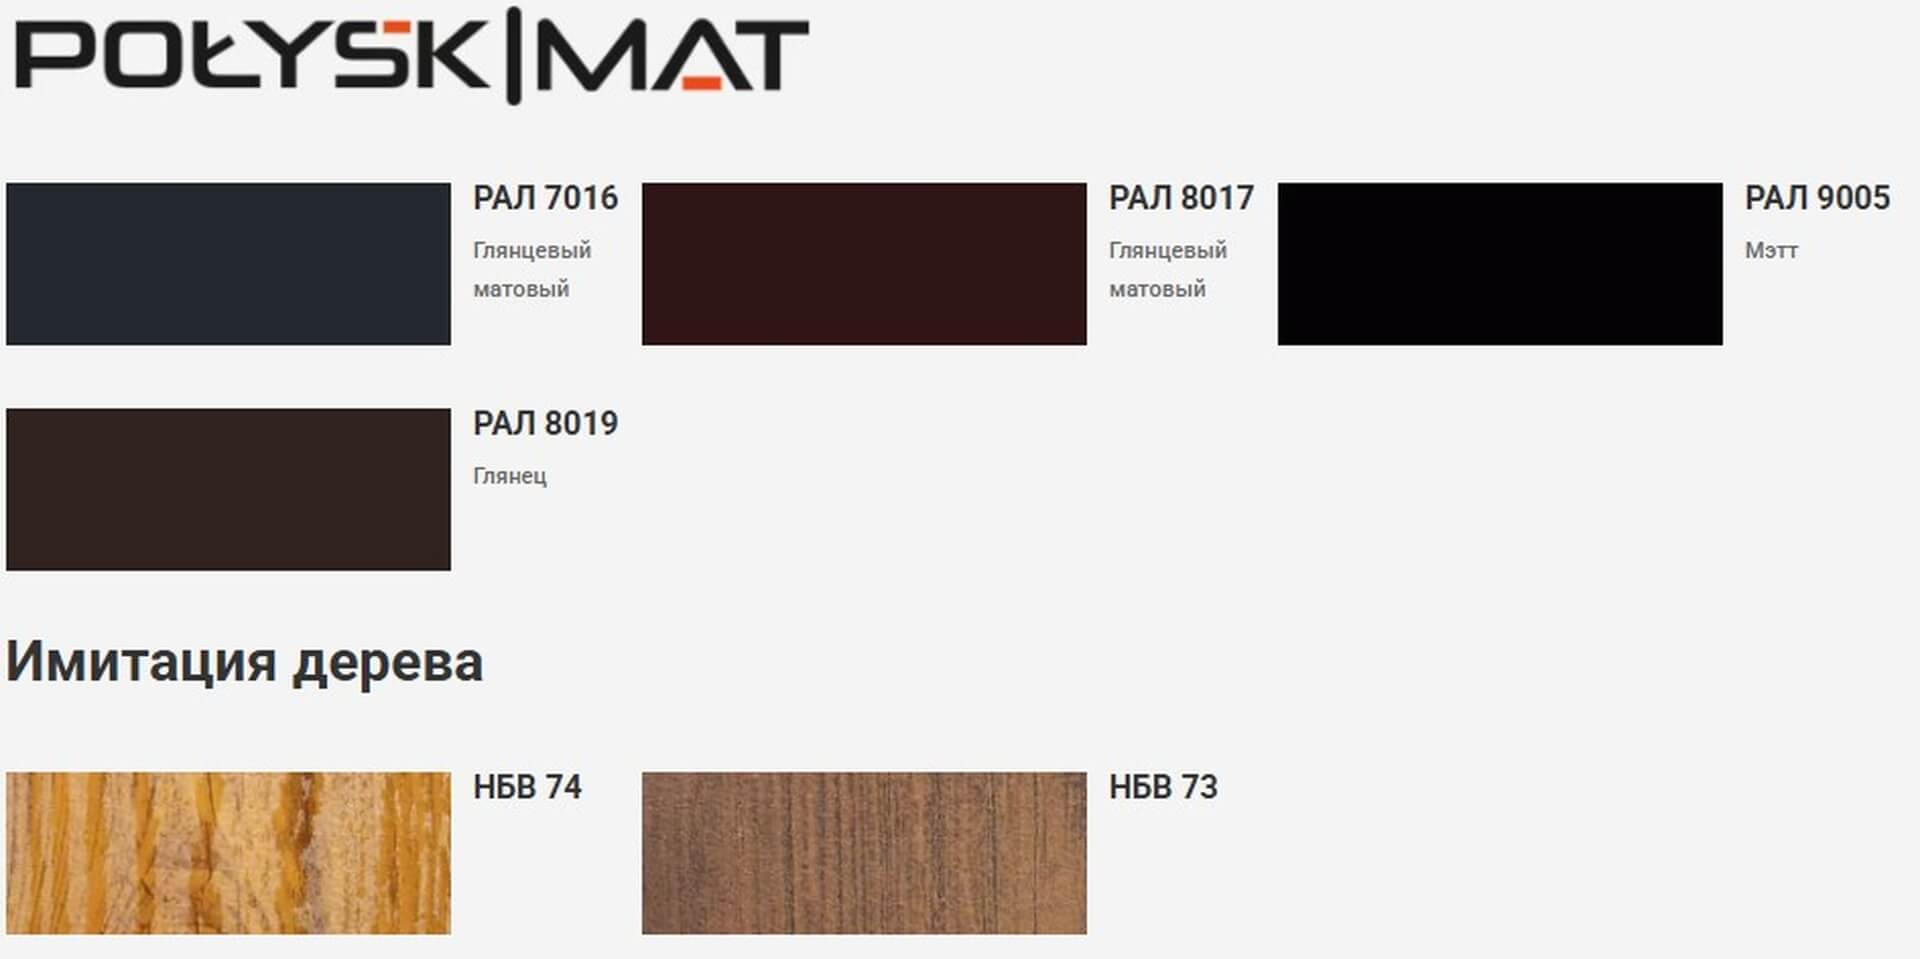 POŁYSK|MAT
РАЛ 7016
Глянцевый
матовый
РАЛ 8017
Глянцевый
матовый
РАЛ 9005
Мэтт
РАЛ 8019
Глянец
Имитация дерева
НБВ 74
НБВ 73